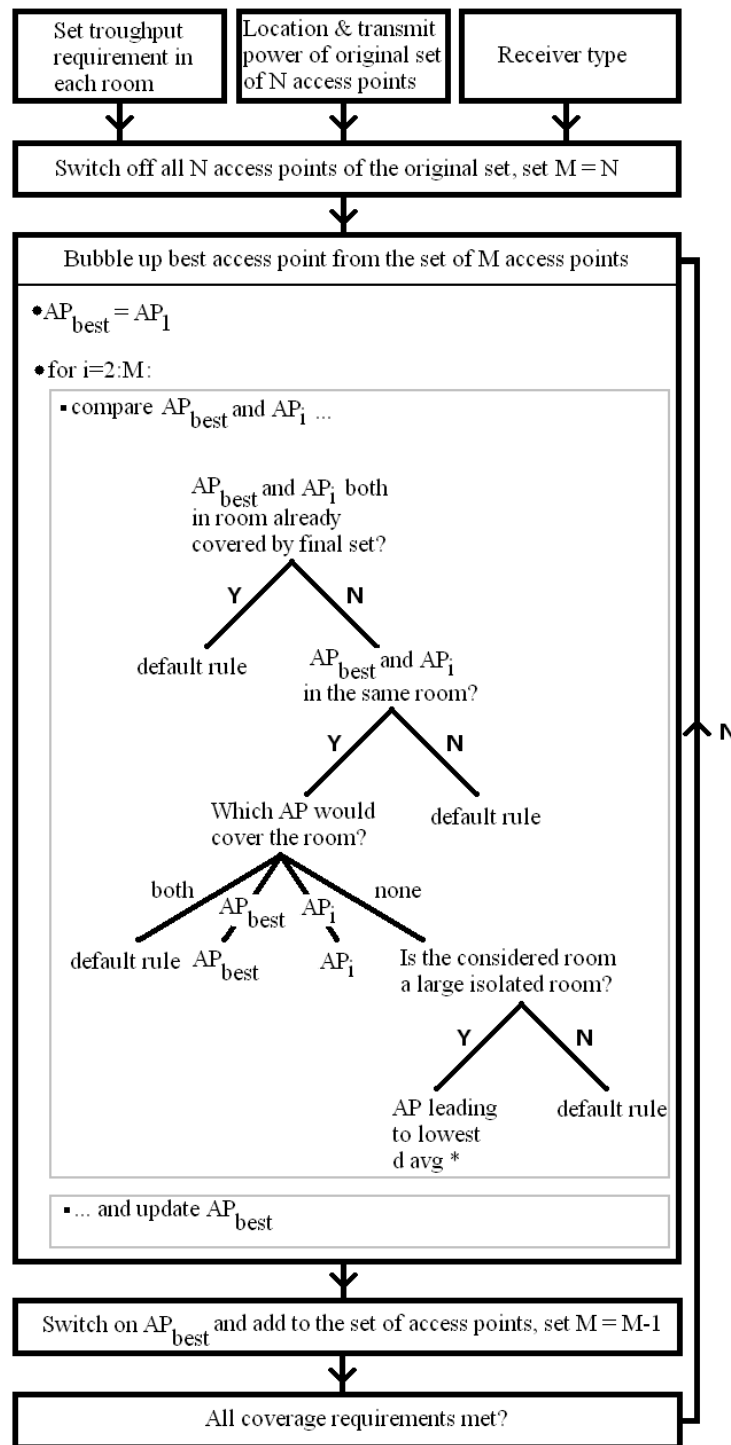 Set troughput
requirement in
each room
Location & transmit
power of original set
of N access points
Receiver type
Switch off all N access points of the original set, set M = N
Bubble up best access point from the set of M access points
•AP_best = AP_1
•for i=2:M:
▪ compare AP_best and AP_i ...
AP_best and AP_i both
in room already
covered by final set?
Y
N
default rule
AP_best and AP_i
in the same room?
Y
N
Which AP would
cover the room?
default rule
both
AP_best
AP_i
none
default rule
AP_best
AP_i
Is the considered room
a large isolated room?
Y
N
AP leading
to lowest
d avg *
default rule
▪ ... and update AP_best
Switch on AP_best and add to the set of access points, set M = M-1
All coverage requirements met?
N